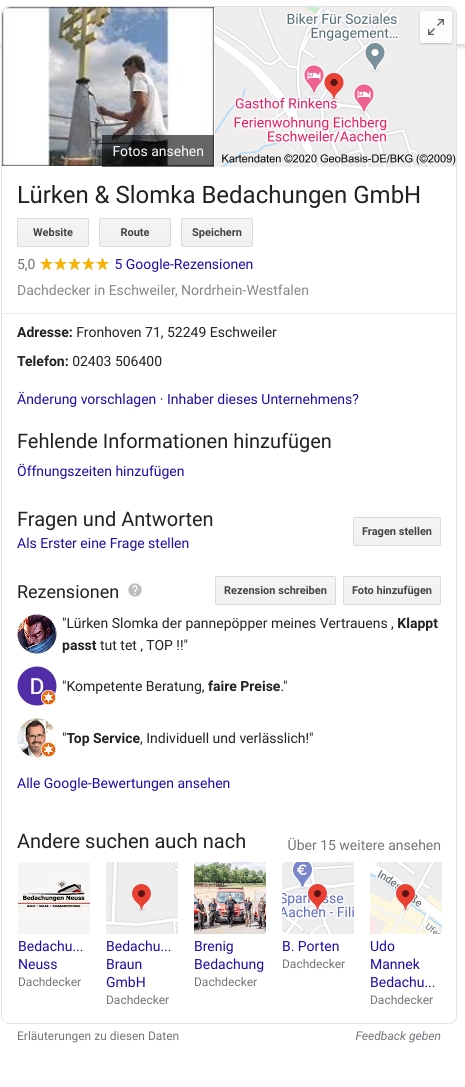 Biker Für Soziales
Engagement...
Gasthof Rinkens
Ferienwohnung Eichberg
Eschweiler/Aachen
Fotos ansehen
Kartendaten ©2020 GeoBasis-DE/BKG (©2009)
Lürken & Slomka Bedachungen GmbH
Website Route Speichern
5,0 5 Google-Rezensionen
Dachdecker in Eschweiler, Nordrhein-Westfalen
Adresse: Fronhoven 71, 52249 Eschweiler
Telefon: 02403 506400
Änderung vorschlagen · Inhaber dieses Unternehmens?
Fehlende Informationen hinzufügen
Öffnungszeiten hinzufügen
Fragen und Antworten
Fragen stellen
Als Erster eine Frage stellen
Rezensionen ? Rezension schreiben Foto hinzufügen
"Lürken Slomka der pannepöpper meines Vertrauens , Klappt
passt tut tet , TOP !!"
D "Kompetente Beratung, faire Preise."
"Top Service, Individuell und verlässlich!"
Alle Google-Bewertungen ansehen
Andere suchen auch nach Über 15 weitere ansehen
Bedachungen Neuss
Sparkasse
Aachen - Fili
Bedachu...
Neuss
Dachdecker
Bedachu...
Braun
GmbH
Dachdecker
Brenig
Bedachung
Dachdecker
B. Porten
Dachdecker
Udo
Mannek
Bedachu...
Dachdecker
Erläuterungen zu diesen Daten Feedback geben